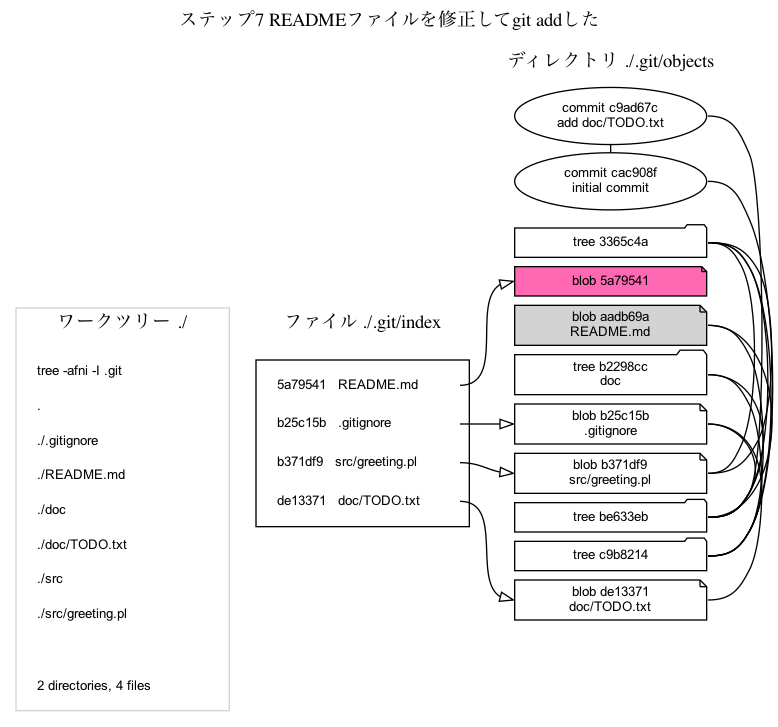 ステップ7 READMEファイルを修正してgit addした
ディレクトリ ./.git/objects
commit c9ad67c
add doc/TODO.txt
commit cac908f
initial commit
tree 3365c4a
blob 5a79541
blob aadb69a
README.md
tree b2298cc
doc
blob b25c15b
.gitignore
blob b371df9
src/greeting.pl
tree be633eb
tree c9b8214
blob de13371
doc/TODO.txt
ファイル ./.git/index
5a79541 README.md
b25c15b .gitignore
b371df9 src/greeting.pl
de13371 doc/TODO.txt
ワークツリー ./
tree -afni -I .git
.
./.gitignore
./README.md
./doc
./doc/TODO.txt
./src
./src/greeting.pl
2 directories, 4 files